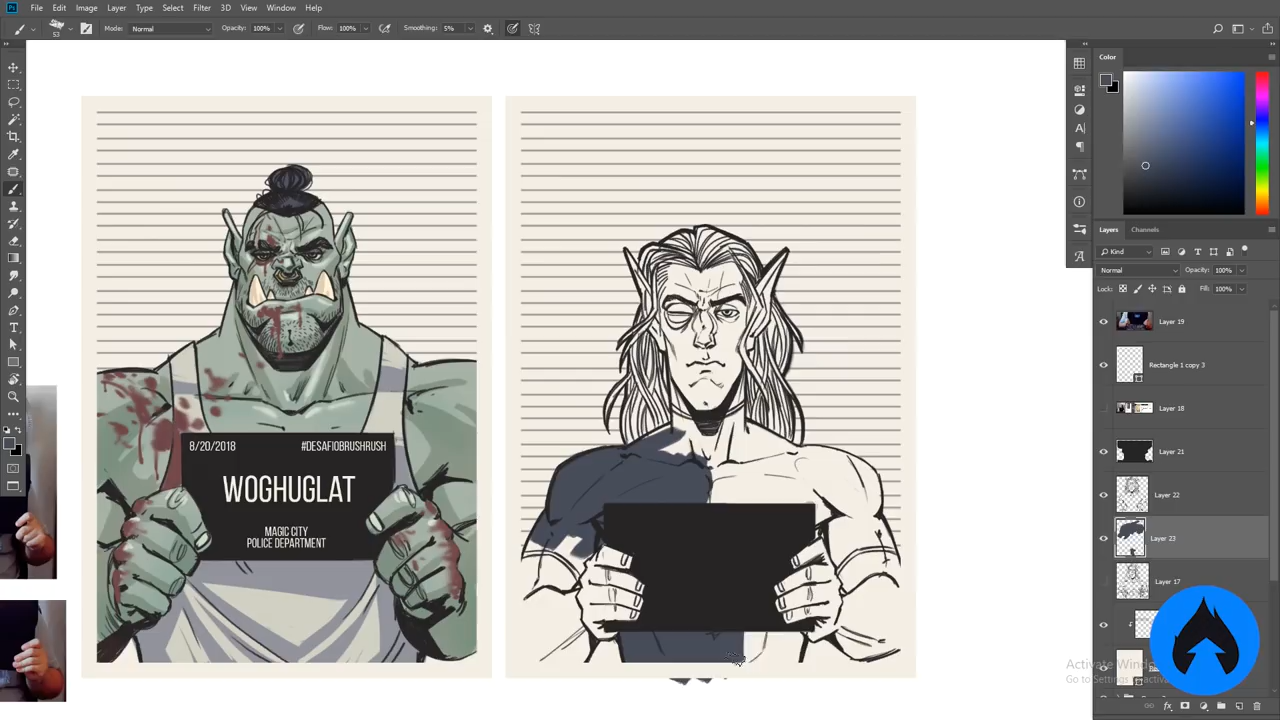 Ps File Edit Image Layer Type Select Filter 3D View Window Help
53 Mode: Normal Opacity: 100% Flow: 100% Smoothing: 5%
Color
Layers Channels
Kind
Normal Opacity: 100%
Lock: Fill: 100%
Layer 19
Rectangle 1 copy 3
Layer 18
Layer 21
Layer 22
Layer 23
Layer 17
8/20/2018 #DESAFIOBRUSHRUSH
WOGHUGLAT
MAGIC CITY
POLICE DEPARTMENT